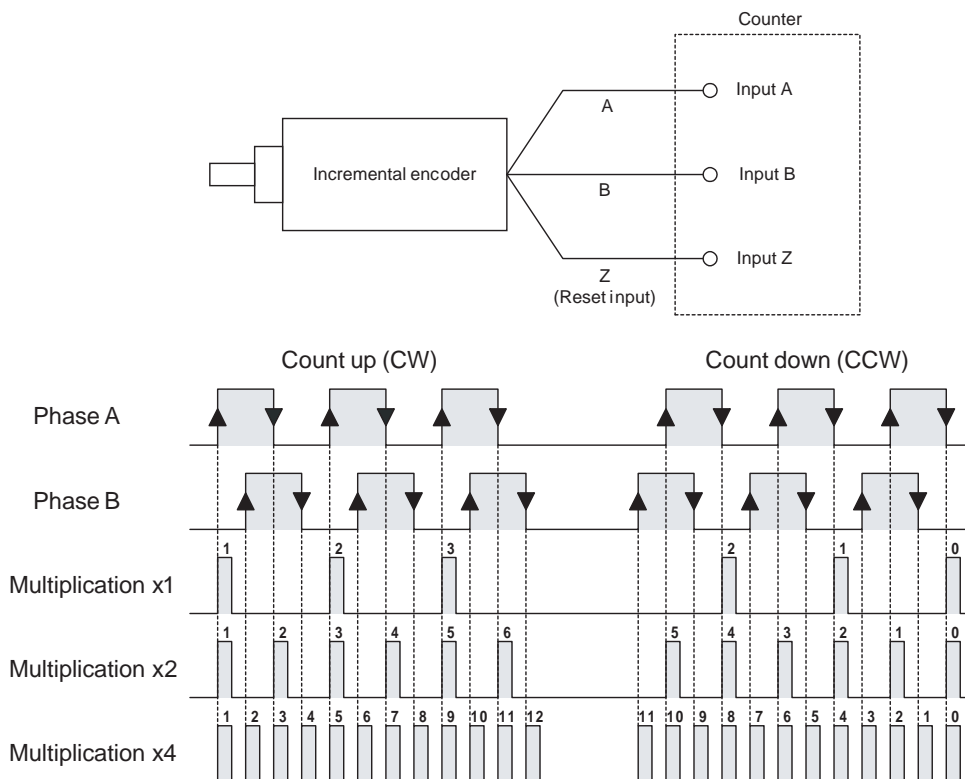 Counter
Input A
A
Incremental encoder
Input B
B
Input Z
Z
(Reset input)
Count up (CW) Count down (CCW)
Phase A
Phase B
1 2 3 2 1 0
Multiplication x1
1 2 3 4 5 6 5 4 3 2 1 0
Multiplication x2
1 2 3 4 5 6 7 8 9 10 11 12 11 10 9 8 7 6 5 4 3 2 1 0
Multiplication x4